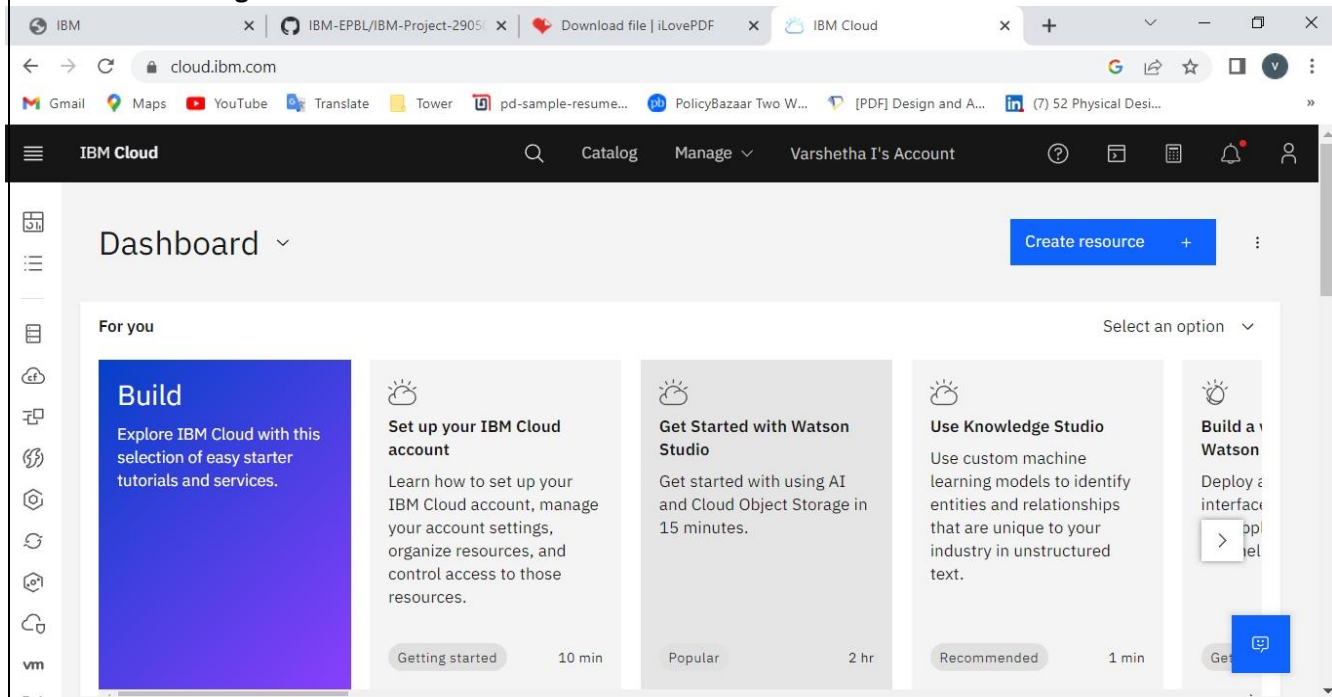 IBM
IBM-EPBL/IBM-Project-2905
Download file | iLovePDF
IBM Cloud
cloud.ibm.com
Gmail
Maps
YouTube
Translate
Tower
pd-sample-resume...
PolicyBazaar Two W...
[PDF] Design and A...
(7) 52 Physical Desi...
IBM Cloud
Catalog
Manage
Varshetha I's Account
Dashboard
Create resource +
For you
Select an option
Build
Explore IBM Cloud with this
selection of easy starter
tutorials and services.
Set up your IBM Cloud
account
Learn how to set up your
IBM Cloud account, manage
your account settings,
organize resources, and
control access to those
resources.
Getting started
10 min
Get Started with Watson
Studio
Get started with using AI
and Cloud Object Storage in
15 minutes.
Popular
2 hr
Use Knowledge Studio
Use custom machine
learning models to identify
entities and relationships
that are unique to your
industry in unstructured
text.
Recommended
1 min
Build a
Watson
Deploy
interface
vm